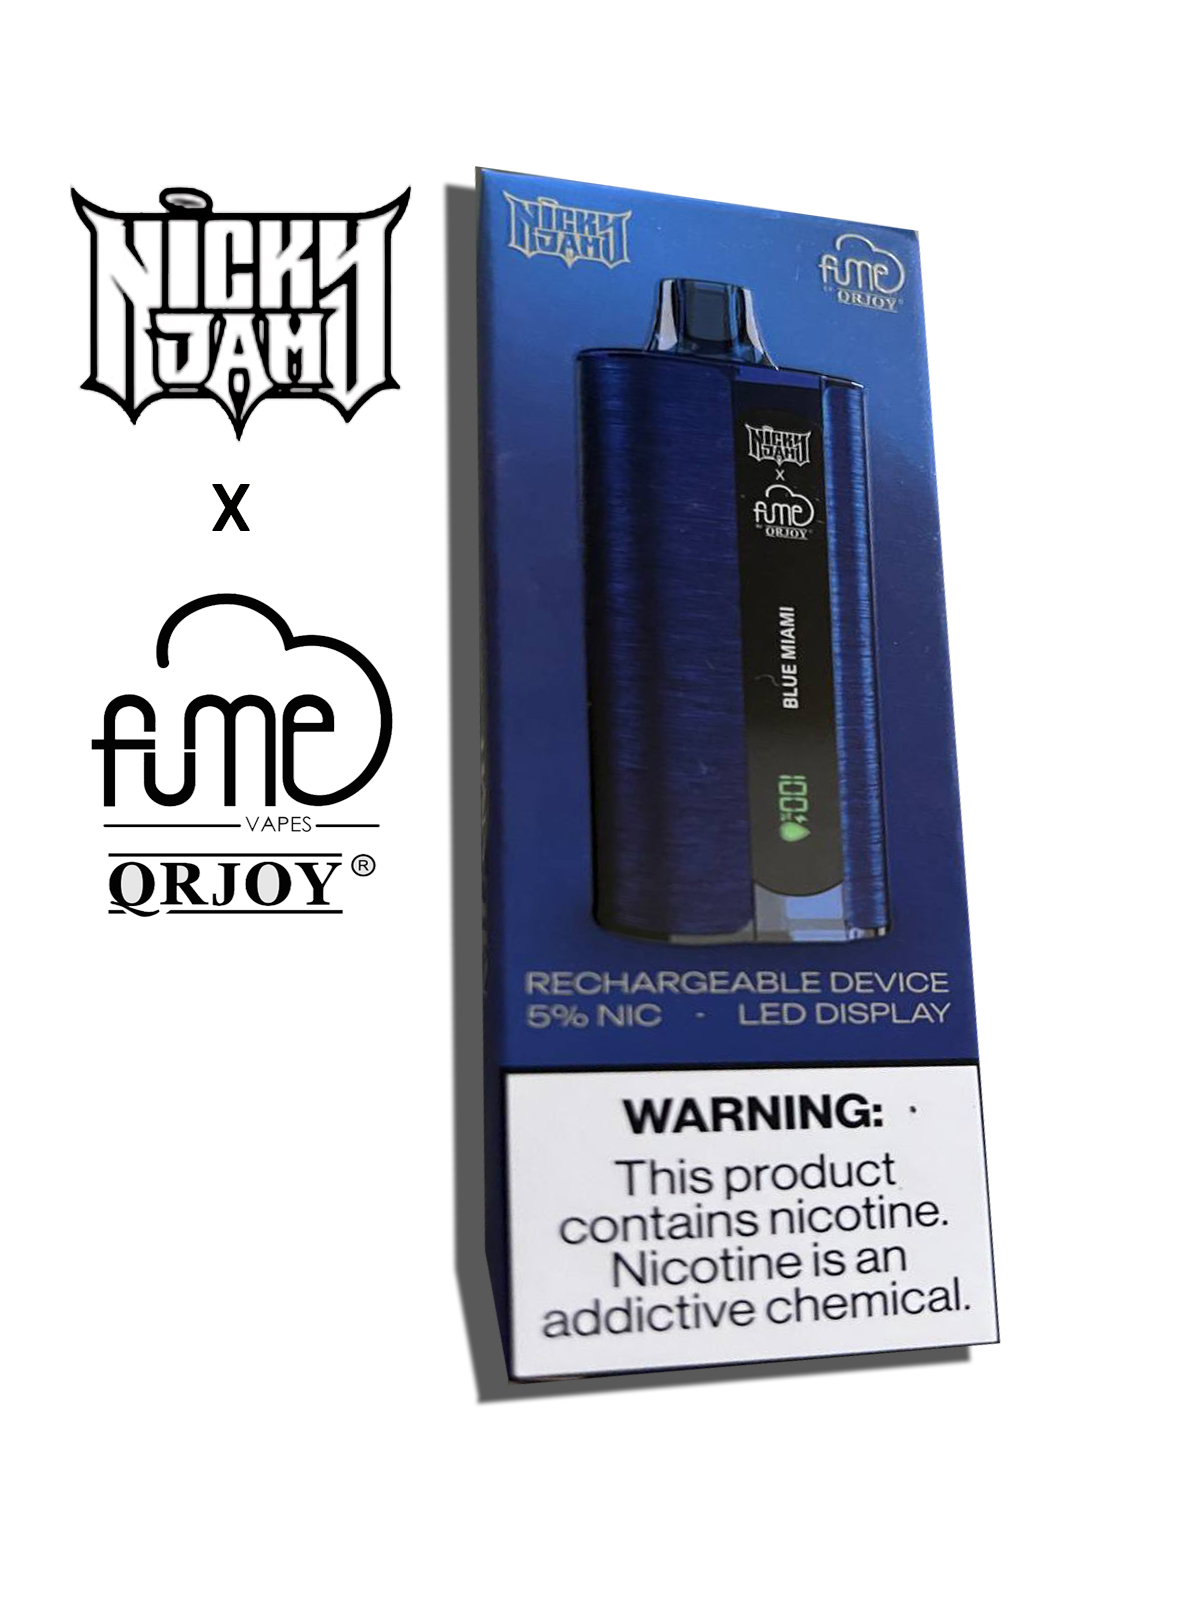 NICKY
JAM
X
fume
VAPES
QRJOY®
NICKY
JAM
fume
QRJOY
NICKY
JAM
X
fume
QRJOY
BLUE MIAMI
100%
RECHARGEABLE DEVICE
5% NIC - LED DISPLAY
WARNING:
This product
contains nicotine.
Nicotine is an
addictive chemical.